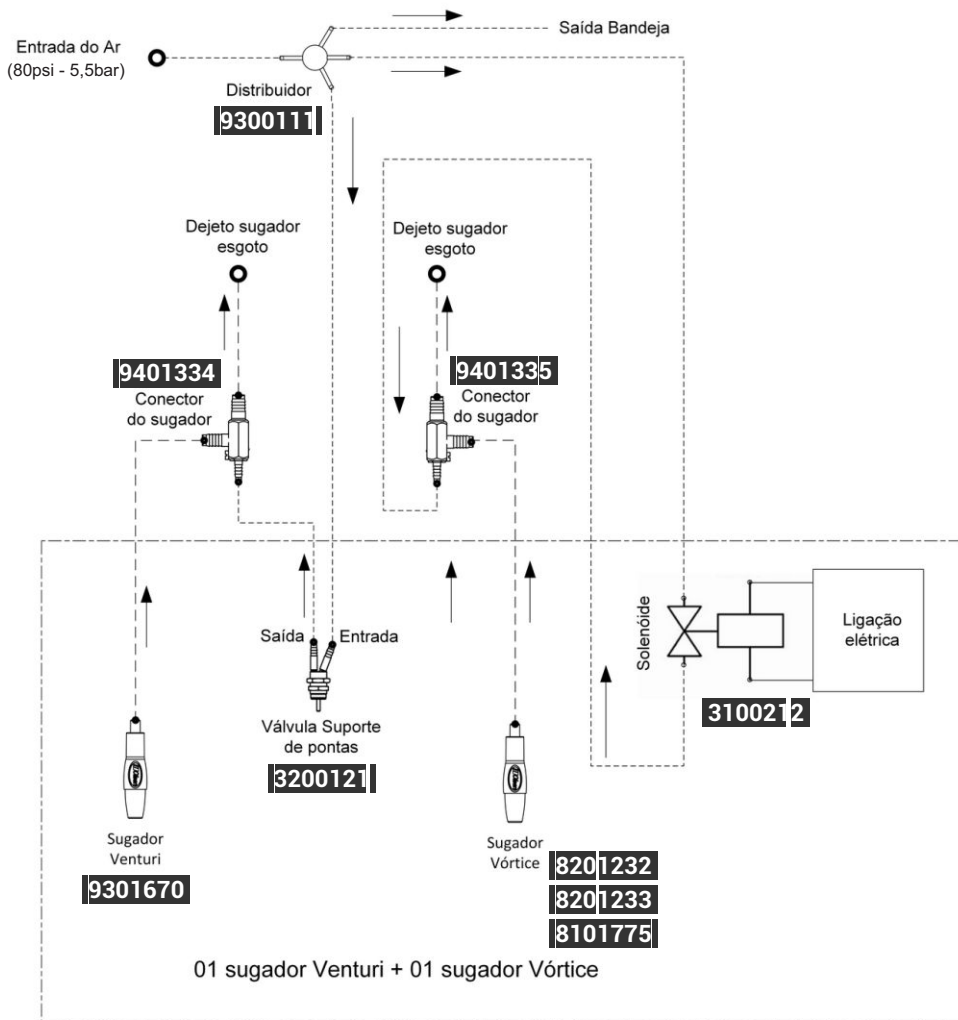 Saída Bandeja
Entrada do Ar
(80psi - 5,5bar)
Distribuidor
9300111
Dejeto sugador
esgoto
Dejeto sugador
esgoto
9401334
Conector
do sugador
9401335
Conector
do sugador
Saída
Entrada
Solenóide
Ligação
elétrica
3100212
Válvula Suporte
de pontas
3200121
Sugador
Venturi
9301670
Sugador
Vórtice
8201232
8201233
8101775
01 sugador Venturi + 01 sugador Vórtice